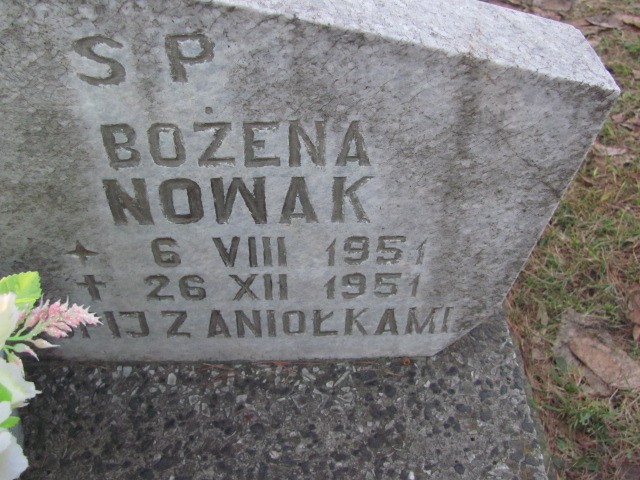 SP
BOŻENA
NOWAK
6 VIII 1951
† 26 XII 1951
Z ANIOŁKAMI